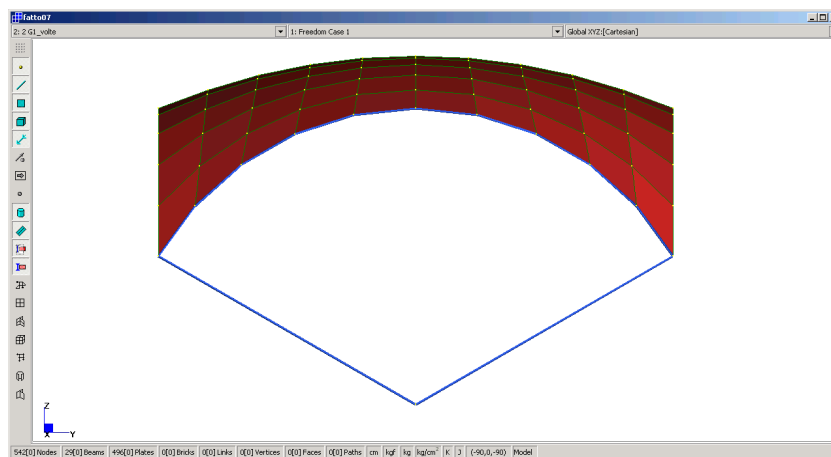 fatto07
2: 2 G1_volte 1: Freedom Case 1 Global XYZ:[Cartesian]
Z
X Y
542[0] Nodes 29[0] Beams 496[0] Plates 0[0] Bricks 0[0] Links 0[0] Vertices 0[0] Faces 0[0] Paths cm kgf kg kg/cm² K J (-90,0,-90) Model